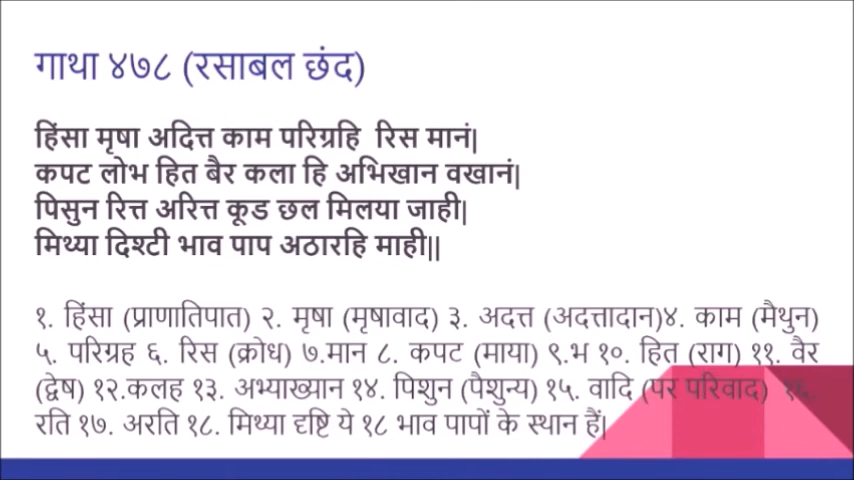 गाथा ४७८ (रसाबल छंद)
हिंसा मृषा अदित्त काम परिग्रहि रिस मानं|
कपट लोभ हित बैर कला हि अभिखान वखानं|
पिसुन रित्त अरित्त कूड छल मिलया जाही|
मिथ्या दिश्टी भाव पाप अठारहि माही||
१. हिंसा (प्राणातिपात) २. मृषा (मृषावाद) ३. अदत्त (अदत्तादान)४. काम (मैथुन)
५. परिग्रह ६. रिस (क्रोध) ७.मान ८. कपट (माया) ९.भ १०. हित (राग) ११. वैर
(द्वेष) १२.कलह १३. अभ्याख्यान १४. पिशुन (पैशुन्य) १५. वादि (पर परिवाद) १६.
रति १७. अरति १८. मिथ्या दृष्टि ये १८ भाव पापों के स्थान हैं|